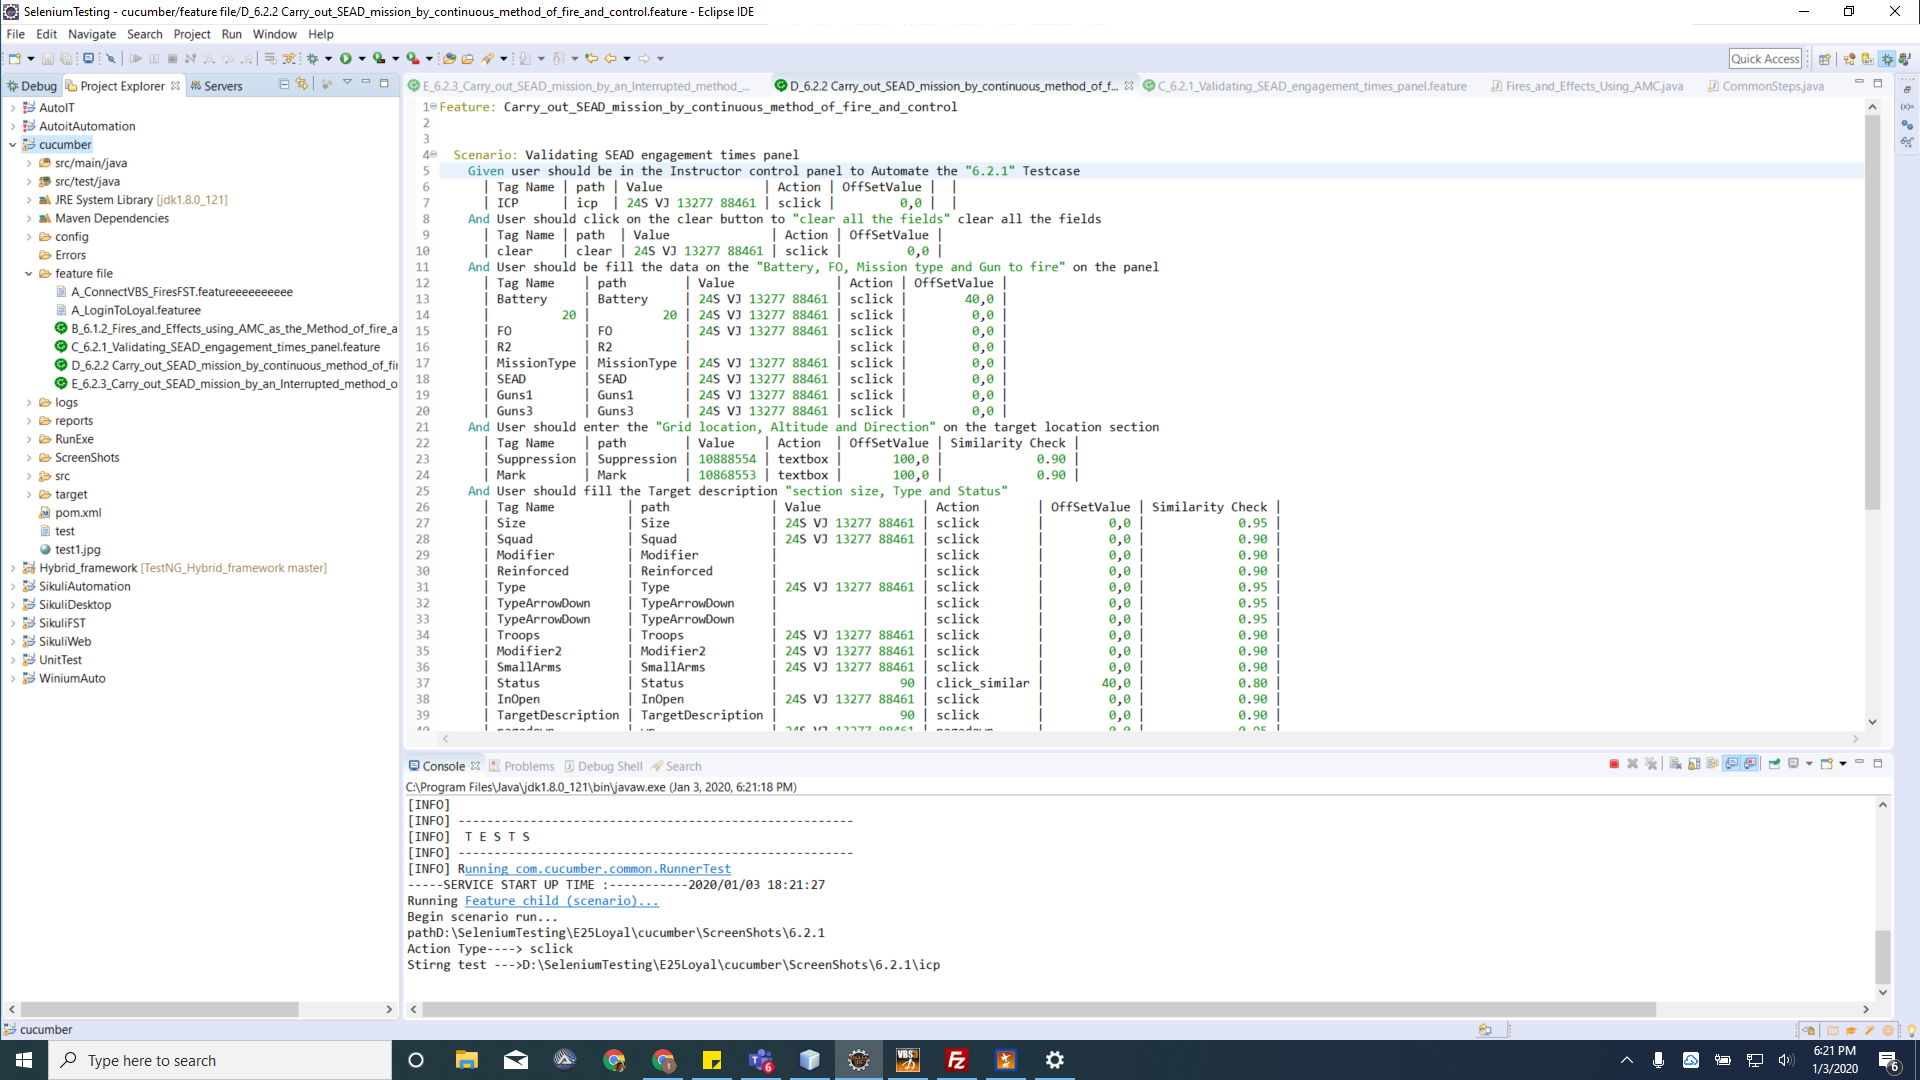 SeleniumTesting - cucumber/feature file/D_6.2.2 Carry_out_SEAD_mission_by_continuous_method_of_fire_and_control.feature - Eclipse IDE
File Edit Navigate Search Project Run Window Help
Quick Access
Debug Project Explorer Servers
AutoIT
AutoitAutomation
cucumber
src/main/java
src/test/java
JRE System Library [jdk1.8.0_121]
Maven Dependencies
config
Errors
feature file
A_ConnectVBS_FiresFST.featureeeeeeeeee
A_LoginToLoyal.featuree
B_6.1.2_Fires_and_Effects_using_AMC_as_the_Method_of_fire_a
C_6.2.1_Validating_SEAD_engagement_times_panel.feature
D_6.2.2 Carry_out_SEAD_mission_by_continuous_method_of_fi
E_6.2.3_Carry_out_SEAD_mission_by_an_Interrupted_method_o
logs
reports
RunExe
ScreenShots
src
target
pom.xml
test
test1.jpg
Hybrid_framework [TestNG_Hybrid_framework master]
SikuliAutomation
SikuliDesktop
SikuliFST
SikuliWeb
UnitTest
WiniumAuto
E_6.2.3_Carry_out_SEAD_mission_by_an_Interrupted_method_... D_6.2.2 Carry_out_SEAD_mission_by_continuous_method_of_f... C_6.2.1_Validating_SEAD_engagement_times_panel.feature Fires_and_Effects_Using_AMC.java CommonSteps.java
1 Feature: Carry_out_SEAD_mission_by_continuous_method_of_fire_and_control
2
3
4 Scenario: Validating SEAD engagement times panel
5 Given user should be in the Instructor control panel to Automate the "6.2.1" Testcase
6 | Tag Name | path | Value | Action | OffSetValue | |
7 | ICP | icp | 24S VJ 13277 88461 | sclick | 0,0 | |
8 And User should click on the clear button to "clear all the fields" clear all the fields
9 | Tag Name | path | Value | Action | OffSetValue |
10 | clear | clear | 24S VJ 13277 88461 | sclick | 0,0 |
11 And User should be fill the data on the "Battery, FO, Mission type and Gun to fire" on the panel
12 | Tag Name | path | Value | Action | OffSetValue |
13 | Battery | Battery | 24S VJ 13277 88461 | sclick | 40,0 |
14 | 20 | 20 | 24S VJ 13277 88461 | sclick | 0,0 |
15 | FO | FO | 24S VJ 13277 88461 | sclick | 0,0 |
16 | R2 | R2 | | sclick | 0,0 |
17 | MissionType | MissionType | 24S VJ 13277 88461 | sclick | 0,0 |
18 | SEAD | SEAD | 24S VJ 13277 88461 | sclick | 0,0 |
19 | Guns1 | Guns1 | 24S VJ 13277 88461 | sclick | 0,0 |
20 | Guns3 | Guns3 | 24S VJ 13277 88461 | sclick | 0,0 |
21 And User should enter the "Grid location, Altitude and Direction" on the target location section
22 | Tag Name | path | Value | Action | OffSetValue | Similarity Check |
23 | Suppression | Suppression | 10888554 | textbox | 100,0 | 0.90 |
24 | Mark | Mark | 10868553 | textbox | 100,0 | 0.90 |
25 And User should fill the Target description "section size, Type and Status"
26 | Tag Name | path | Value | Action | OffSetValue | Similarity Check |
27 | Size | Size | 24S VJ 13277 88461 | sclick | 0,0 | 0.95 |
28 | Squad | Squad | 24S VJ 13277 88461 | sclick | 0,0 | 0.90 |
29 | Modifier | Modifier | | sclick | 0,0 | 0.90 |
30 | Reinforced | Reinforced | | sclick | 0,0 | 0.90 |
31 | Type | Type | 24S VJ 13277 88461 | sclick | 0,0 | 0.95 |
32 | TypeArrowDown | TypeArrowDown | | sclick | 0,0 | 0.95 |
33 | TypeArrowDown | TypeArrowDown | | sclick | 0,0 | 0.95 |
34 | Troops | Troops | 24S VJ 13277 88461 | sclick | 0,0 | 0.90 |
35 | Modifier2 | Modifier2 | 24S VJ 13277 88461 | sclick | 0,0 | 0.90 |
36 | SmallArms | SmallArms | 24S VJ 13277 88461 | sclick | 0,0 | 0.90 |
37 | Status | Status | 90 | click_similar | 40,0 | 0.80 |
38 | InOpen | InOpen | 24S VJ 13277 88461 | sclick | 0,0 | 0.90 |
39 | TargetDescription | TargetDescription | 90 | sclick | 0,0 | 0.90 |
Console Problems Debug Shell Search
C:\Program Files\Java\jdk1.8.0_121\bin\javaw.exe (Jan 3, 2020, 6:21:18 PM)
[INFO]
[INFO] -------------------------------------------------------
[INFO] T E S T S
[INFO] -------------------------------------------------------
[INFO] Running com.cucumber.common.RunnerTest
-----SERVICE START UP TIME :-----------2020/01/03 18:21:27
Running Feature child (scenario)...
Begin scenario run...
pathD:\SeleniumTesting\E25Loyal\cucumber\ScreenShots\6.2.1
Action Type----> sclick
Stirng test --->D:\SeleniumTesting\E25Loyal\cucumber\ScreenShots\6.2.1\icp
cucumber
Type here to search
6:21 PM
1/3/2020